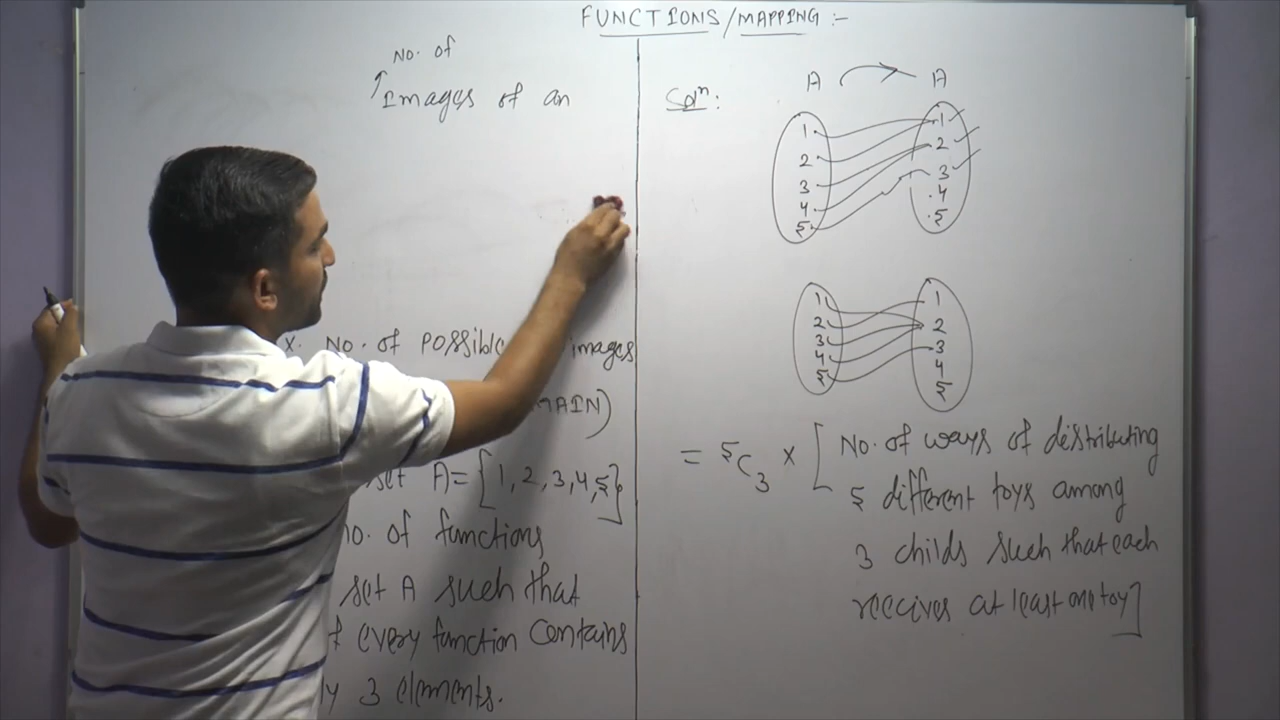 FUNCTIONS/MAPPING :-
No. of
Images of an
x. No. of possible images
MAIN)
set A = {1, 2, 3, 4, 5}
no. of functions
set A such that
f every function contains
ly 3 elements.
Solⁿ:
A A
1 1
2 2
3 3
4 4
5 5
1 1
2 2
3 3
4 4
5 5
= ⁵C₃ × [ No. of ways of distributing
5 different toys among
3 childs such that each
receives at least one toy ]